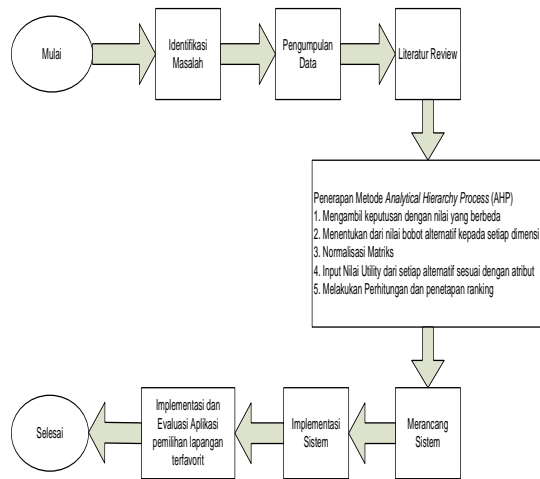 Mulai
Identifikasi
Masalah
Pengumpulan
Data
Literatur Review
Penerapan Metode Analytical Hierarchy Process (AHP)
1. Mengambil keputusan dengan nilai yang berbeda
2. Menentukan dari nilai bobot alternatif kepada setiap dimensi
3. Normalisasi Matriks
4. Input Nilai Utility dari setiap alternatif sesuai dengan atribut
5. Melakukan Perhitungan dan penetapan ranking
Merancang
Sistem
Implementasi
Sistem
Implementasi dan
Evaluasi Aplikasi
pemilihan lapangan
terfavorit
Selesai